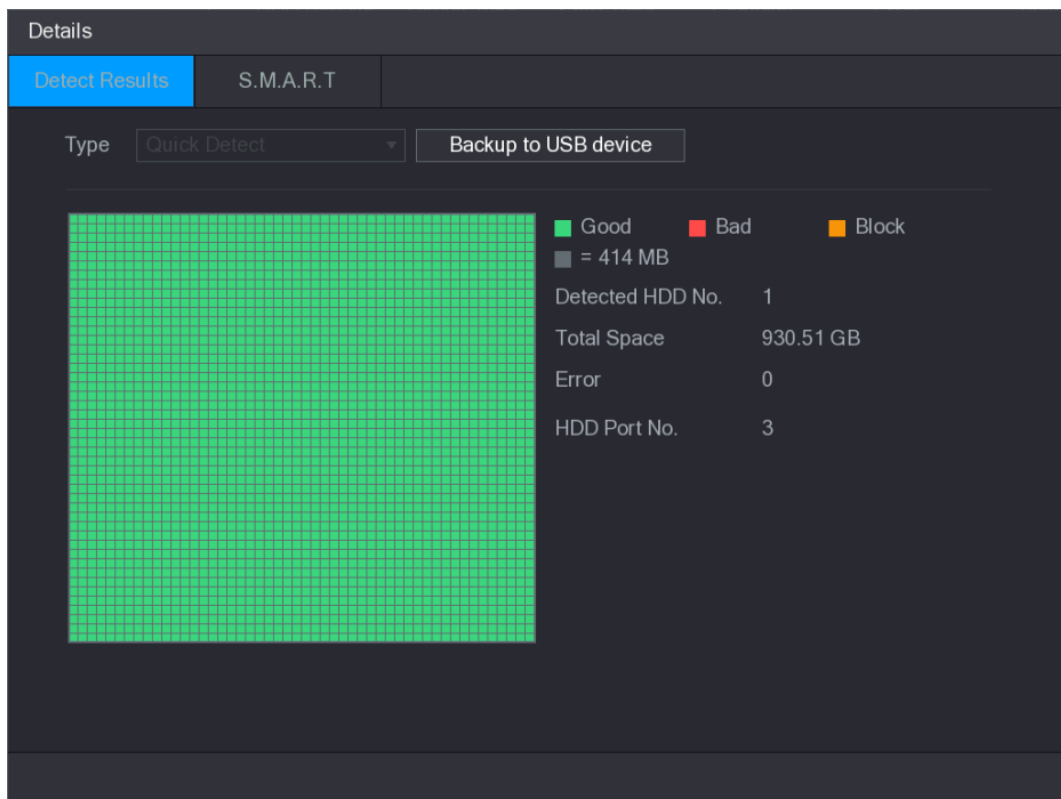 Details
Detect Results S.M.A.R.T
Type Quick Detect Backup to USB device
Good Bad Block
= 414 MB
Detected HDD No. 1
Total Space 930.51 GB
Error 0
HDD Port No. 3